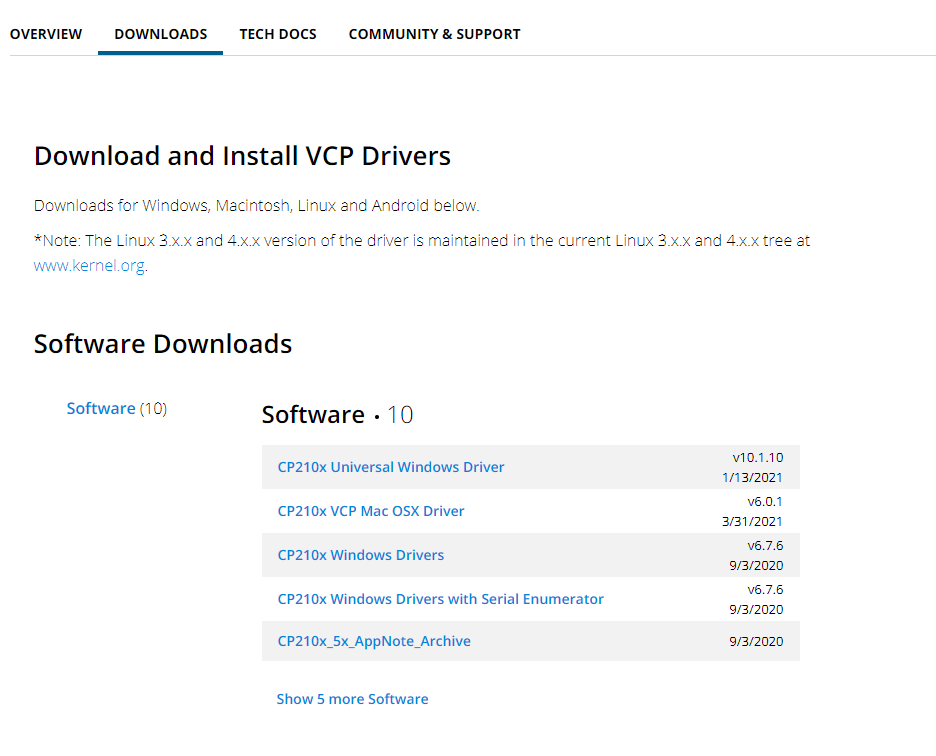 OVERVIEW DOWNLOADS TECH DOCS COMMUNITY & SUPPORT
Download and Install VCP Drivers
Downloads for Windows, Macintosh, Linux and Android below.
*Note: The Linux 3.x.x and 4.x.x version of the driver is maintained in the current Linux 3.x.x and 4.x.x tree at
www.kernel.org.
Software Downloads
Software (10)
Software • 10
CP210x Universal Windows Driver
v10.1.10
1/13/2021
CP210x VCP Mac OSX Driver
v6.0.1
3/31/2021
CP210x Windows Drivers
v6.7.6
9/3/2020
CP210x Windows Drivers with Serial Enumerator
v6.7.6
9/3/2020
CP210x_5x_AppNote_Archive
9/3/2020
Show 5 more Software